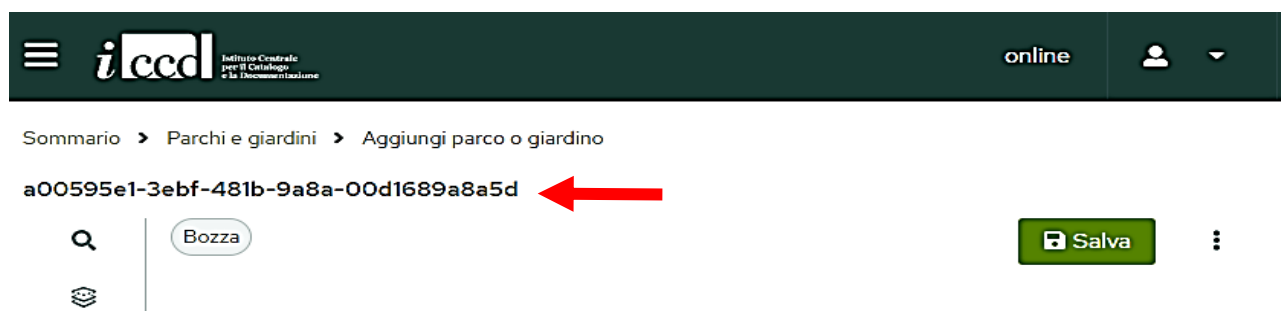 iccd Istituto Centrale
per il Catalogo
e la Documentazione
online
Sommario > Parchi e giardini > Aggiungi parco o giardino
a00595e1-3ebf-481b-9a8a-00d1689a8a5d
Bozza
Salva